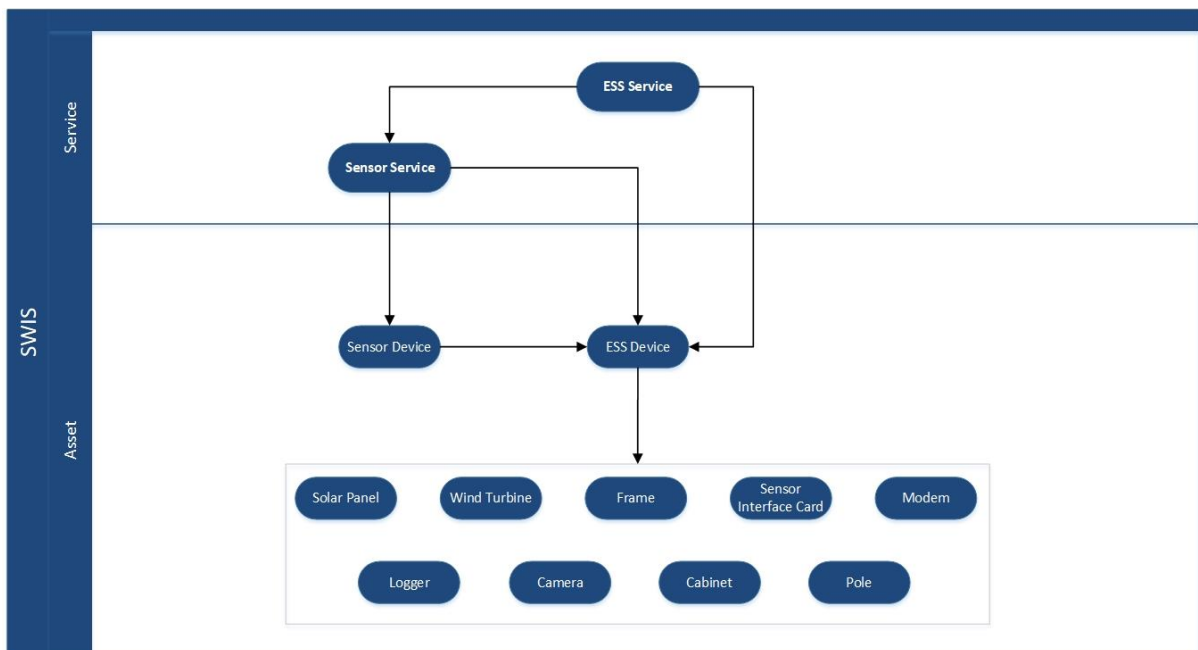 SWIS
Service
ESS Service
Sensor Service
Asset
Sensor Device
ESS Device
Solar Panel
Wind Turbine
Frame
Sensor
Interface Card
Modem
Logger
Camera
Cabinet
Pole